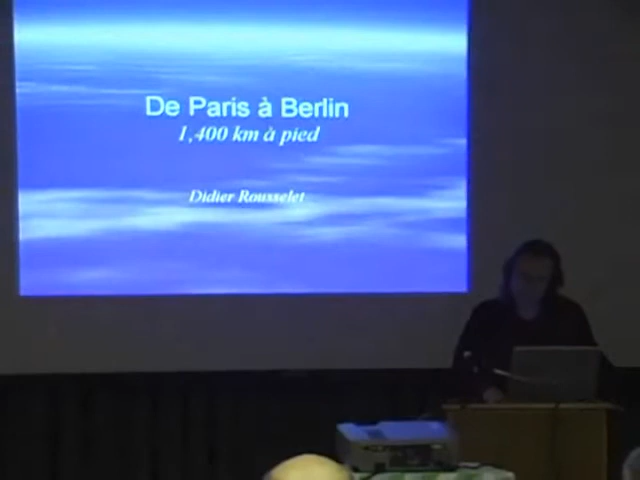 De Paris à Berlin
1,400 km à pied
Didier Rousselet